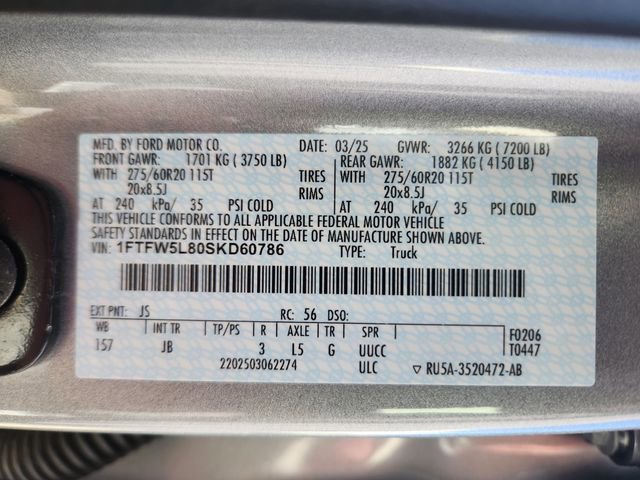 MFD. BY FORD MOTOR CO. DATE: 03/25 GVWR: 3266 KG ( 7200 LB)
FRONT GAWR: 1701 KG ( 3750 LB) REAR GAWR: 1882 KG ( 4150 LB)
WITH 275/60R20 115T TIRES WITH 275/60R20 115T TIRES
20x8.5J RIMS 20x8.5J RIMS
AT 240 kPa/ 35 PSI COLD AT 240 kPa/ 35 PSI COLD
THIS VEHICLE CONFORMS TO ALL APPLICABLE FEDERAL MOTOR VEHICLE
SAFETY STANDARDS IN EFFECT ON THE DATE OF MANUFACTURE SHOWN ABOVE.
VIN: 1FTFW5L80SKD60786 TYPE: Truck
EXT PNT: JS RC: 56 DSO:
WB INT TR TP/PS R AXLE TR SPR F0206
157 JB 3 L5 G UUCC T0447
2202503062274 ULC ▽ RU5A-3520472-AB